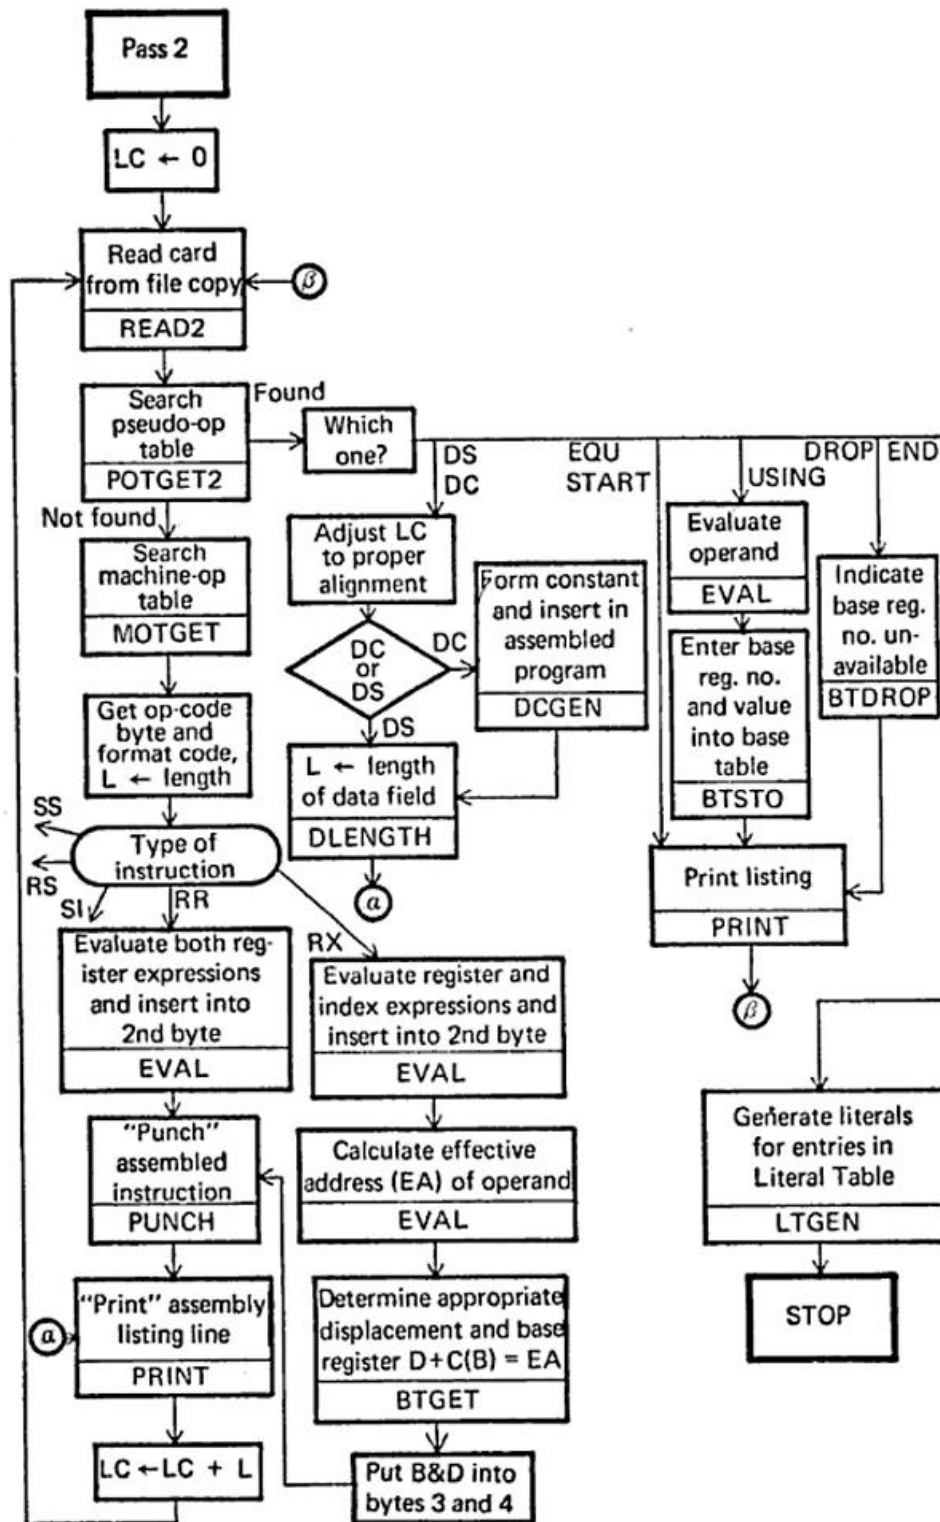 Pass 2
LC ← 0
Read card
from file copy
READ2
β
Search
pseudo-op
table
POTGET2
Found
Not found
Which
one?
DS
DC
EQU
START
USING
DROP
END
Search
machine-op
table
MOTGET
Get op-code
byte and
format code,
L ← length
Type of
instruction
SS
RS
SI
RR
RX
Adjust LC
to proper
alignment
DC
or
DS
DC
DS
Form constant
and insert in
assembled
program
DCGEN
L ← length
of data field
DLENGTH
α
Evaluate
operand
EVAL
Enter base
reg. no.
and value
into base
table
BTSTO
Indicate
base reg.
no. un-
available
BTDROP
Print listing
PRINT
β
Evaluate both reg-
ister expressions
and insert into
2nd byte
EVAL
"Punch"
assembled
instruction
PUNCH
α
"Print" assembly
listing line
PRINT
LC ← LC + L
Evaluate register and
index expressions and
insert into 2nd byte
EVAL
Calculate effective
address (EA) of operand
EVAL
Determine appropriate
displacement and base
register D+C(B) = EA
BTGET
Put B&D into
bytes 3 and 4
Generate literals
for entries in
Literal Table
LTGEN
STOP